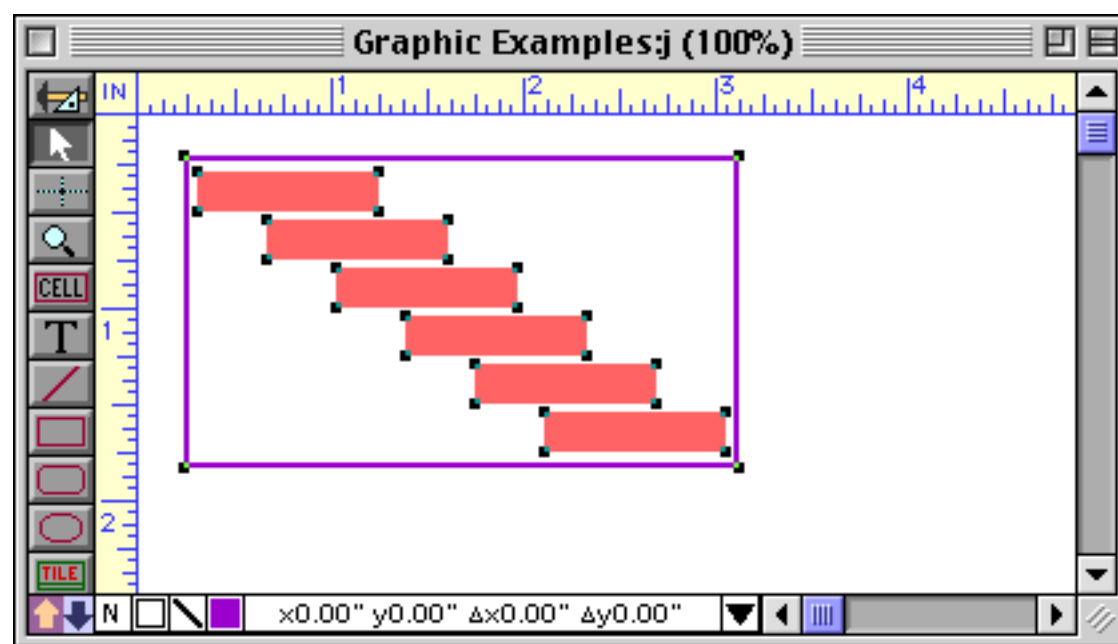 Graphic Examples:j (100%)
IN 1 2 3 4
CELL
T
1
2
TILE
N x0.00" y0.00" Δx0.00" Δy0.00"